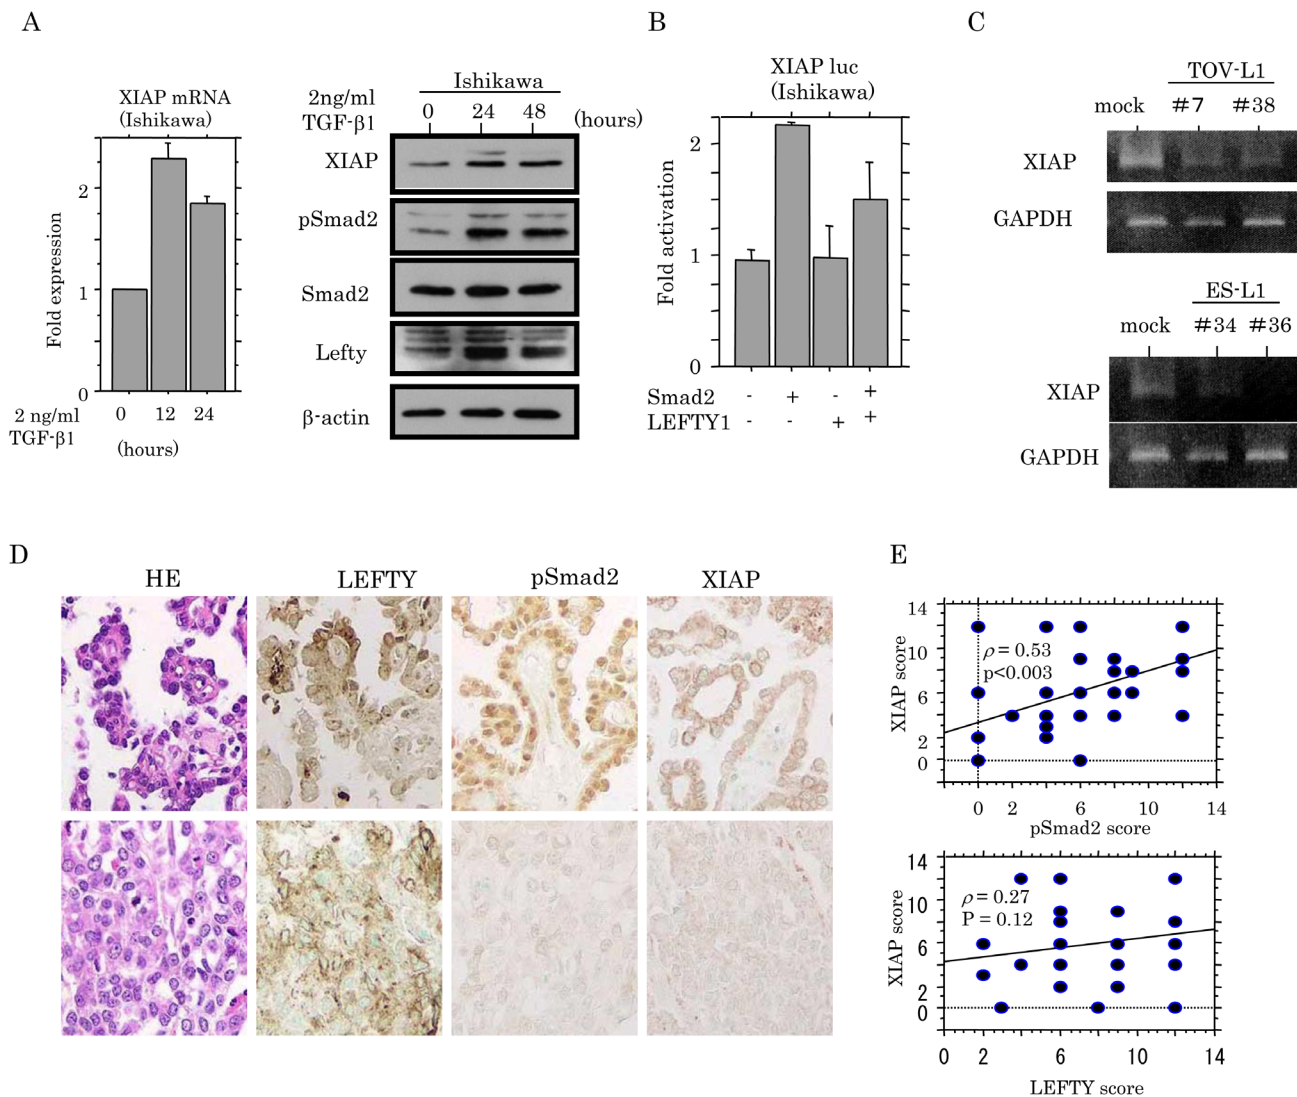 A
XIAP mRNA
(Ishikawa)
Fold expression
2
1
0
2 ng/ml
TGF-β1
0 12 24
(hours)
Ishikawa
2ng/ml
TGF-β1
0 24 48
(hours)
XIAP
pSmad2
Smad2
Lefty
β-actin
B
XIAP luc
(Ishikawa)
Fold activation
2
1
0
Smad2 - + - +
LEFTY1 - - + +
C
TOV-L1
mock #7 #38
XIAP
GAPDH
ES-L1
mock #34 #36
XIAP
GAPDH
D
HE LEFTY pSmad2 XIAP
E
XIAP score
14
10
6
4
2
0
ρ = 0.53
p<0.003
0 2 6 10 14
pSmad2 score
XIAP score
14
10
6
4
2
0
ρ = 0.27
P = 0.12
0 2 6 10 14
LEFTY score